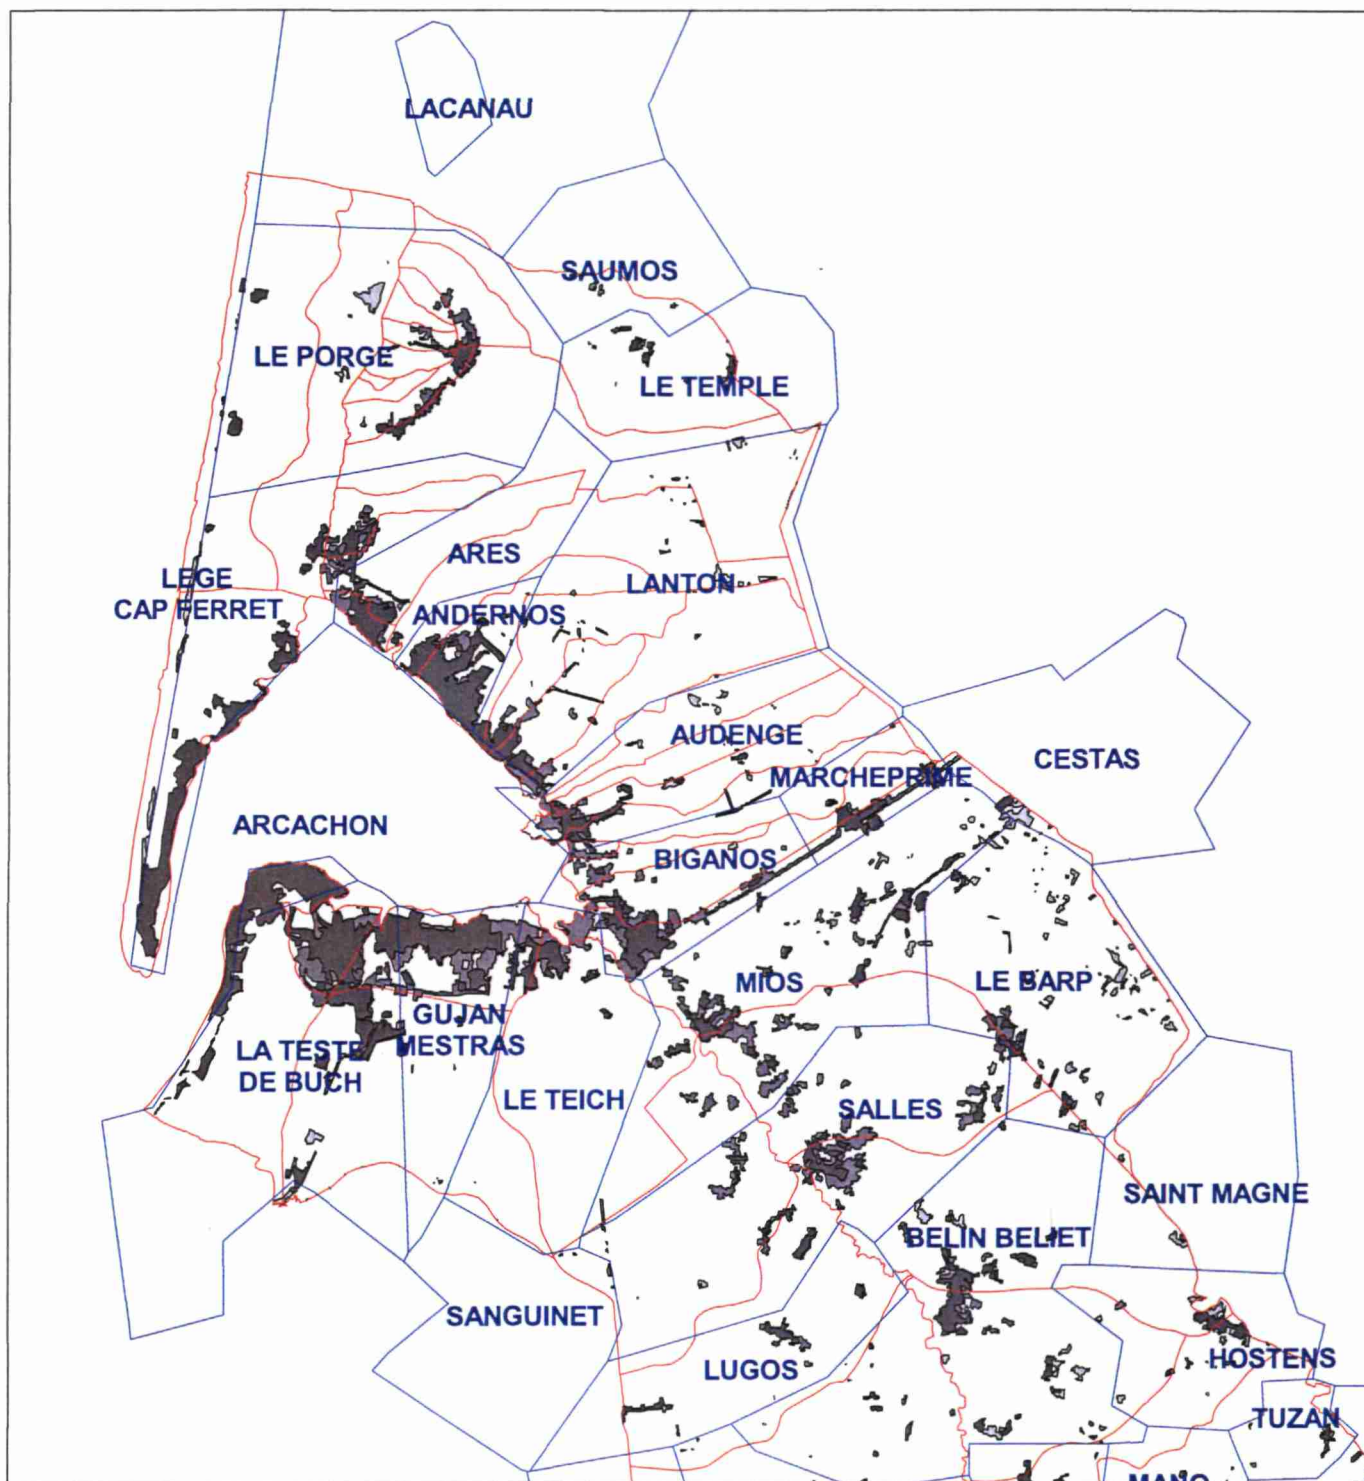 LACANAU
SAUMOS
LE PORGE
LE TEMPLE
ARES
LEGE
CAP FERRET
LANTON
ANDERNOS
AUDENGE
CESTAS
MARCHEPRIME
ARCACHON
BIGANOS
MIOS
LE BARP
GUJAN
MESTRAS
LA TESTE
DE BUCH
LE TEICH
SALLES
SAINT MAGNE
BELIN BELIET
SANGUINET
LUGOS
HOSTENS
TUZAN
MANO